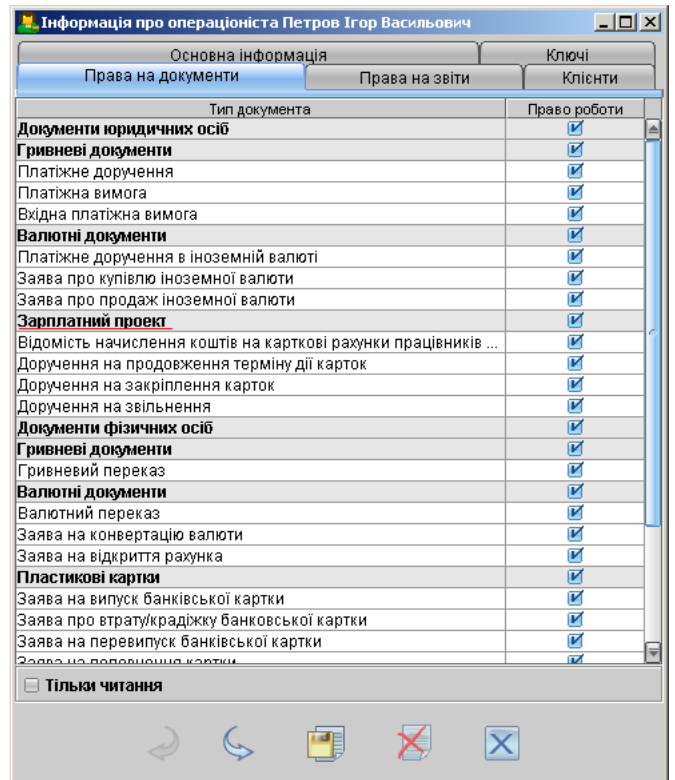 Інформація про операціоніста Петров Ігор Васильович
Основна інформація Ключі
Права на документи Права на звіти Клієнти
Тип документа Право роботи
Документи юридичних осіб
Гривневі документи
Платіжне доручення
Платіжна вимога
Вхідна платіжна вимога
Валютні документи
Платіжне доручення в іноземній валюті
Заява про купівлю іноземної валюти
Заява про продаж іноземної валюти
Зарплатний проект
Відомість начислення коштів на карткові рахунки працівників ...
Доручення на продовження терміну дії карток
Доручення на закріплення карток
Доручення на звільнення
Документи фізичних осіб
Гривневі документи
Гривневий переказ
Валютні документи
Валютний переказ
Заява на конвертацію валюти
Заява на відкриття рахунка
Пластикові картки
Заява на випуск банківської картки
Заява про втрату/крадіжку банковської картки
Заява на перевипуск банківської картки
Заява на поповнення картки
Тільки читання